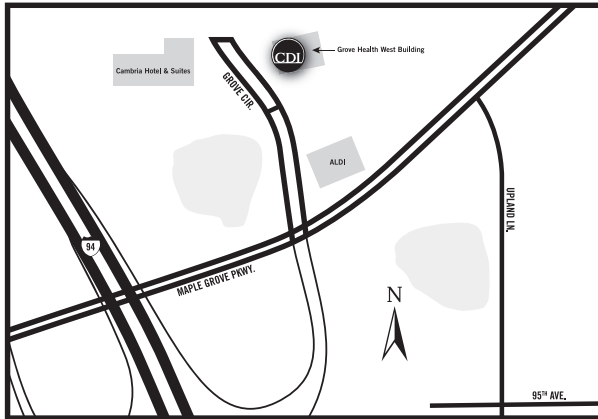 Cambria Hotel & Suites
GROVE CIR.
CDI
Grove Health West Building
ALDI
94
MAPLE GROVE PKWY.
UPLAND LN.
N
95TH AVE.